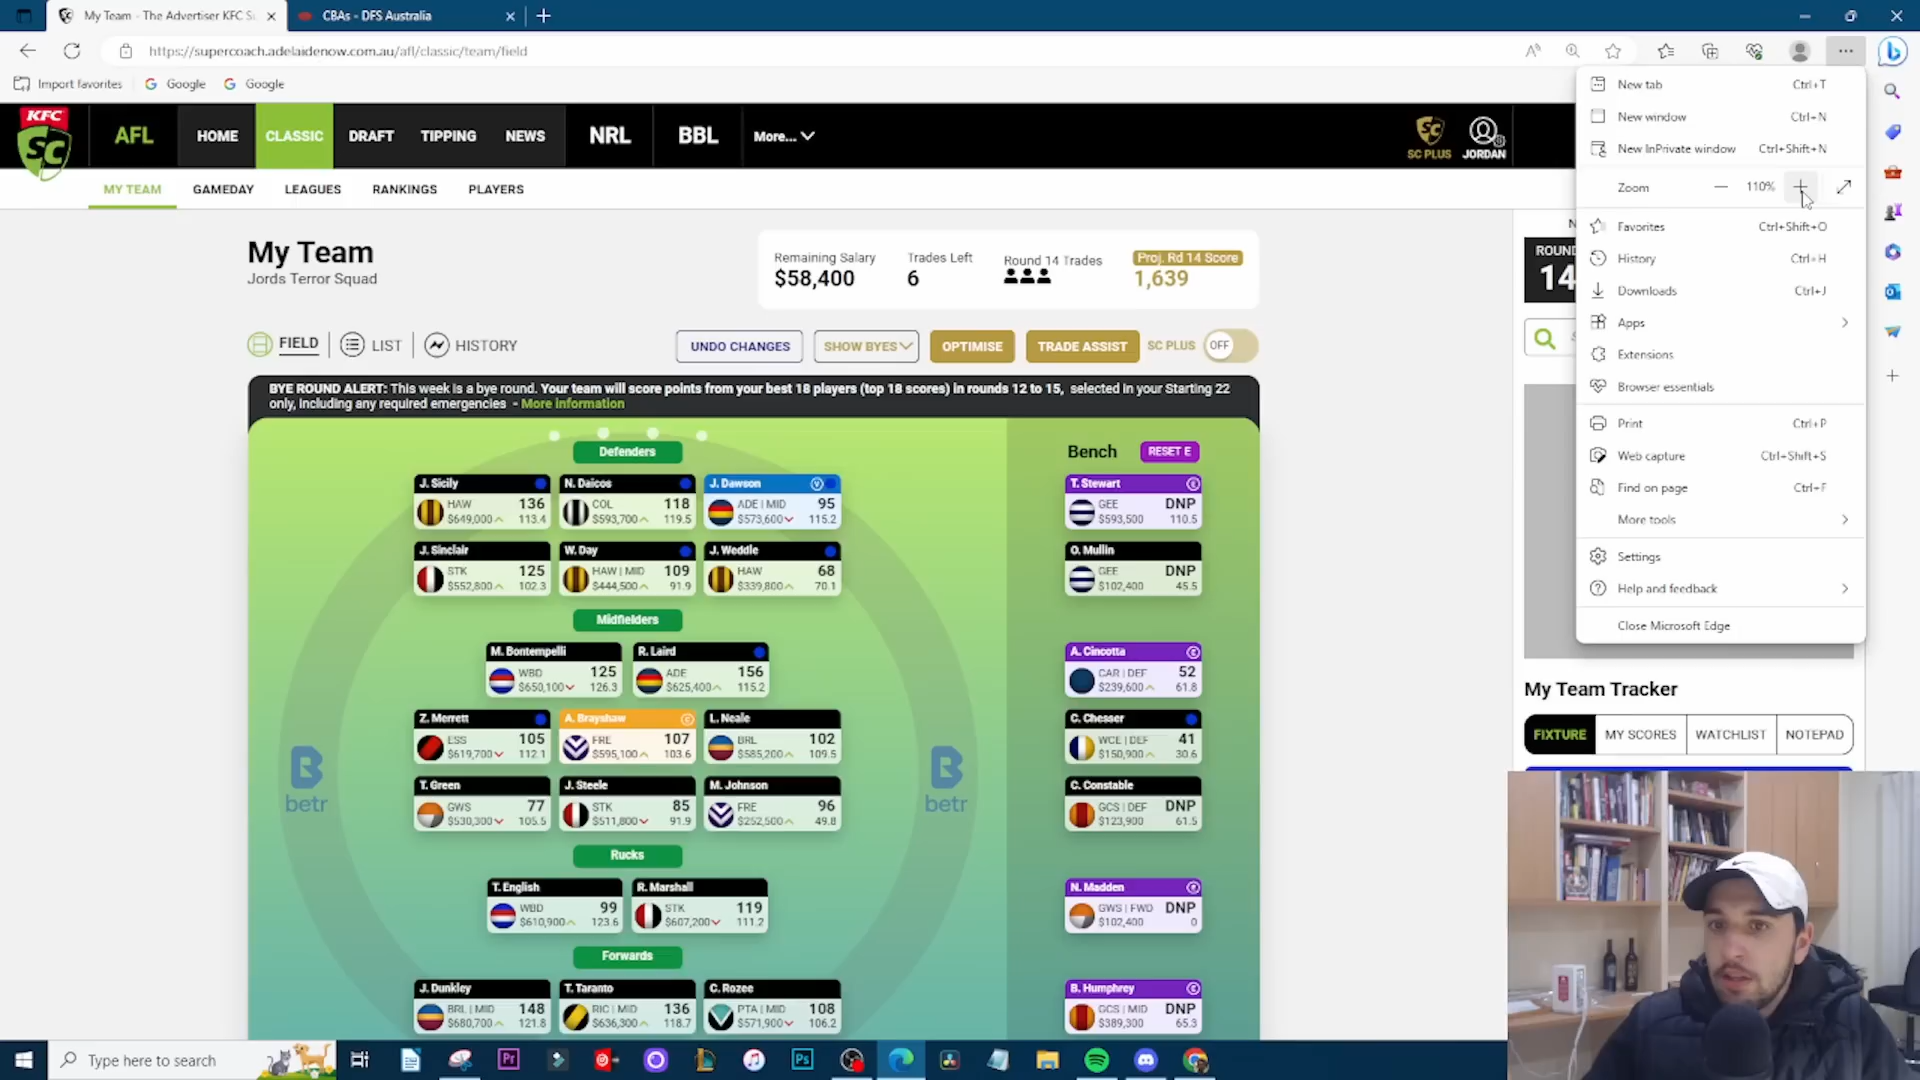 My Team - The Advertiser KFC Su
CBAs - DFS Australia
https://supercoach.adelaidenow.com.au/afl/classic/team/field
Import favorites
Google
Google
KFC
SC
AFL
HOME
CLASSIC
DRAFT
TIPPING
NEWS
NRL
BBL
More...
SC PLUS
JORDAN
MY TEAM
GAMEDAY
LEAGUES
RANKINGS
PLAYERS
My Team
Jords Terror Squad
Remaining Salary
$58,400
Trades Left
6
Round 14 Trades
Proj. Rd 14 Score
1,639
FIELD
LIST
HISTORY
UNDO CHANGES
SHOW BYES
OPTIMISE
TRADE ASSIST
SC PLUS
OFF
BYE ROUND ALERT: This week is a bye round. Your team will score points from your best 18 players (top 18 scores) in rounds 12 to 15, selected in your Starting 22
only, including any required emergencies - More information
Defenders
J. Sicily
HAW 136
$649,000 113.4
N. Daicos
COL 118
$593,700 119.5
J. Dawson V
ADE | MID 95
$573,600 115.2
J. Sinclair
STK 125
$552,800 102.3
W. Day
HAW | MID 109
$444,500 91.9
J. Weddle
HAW 68
$339,800 70.1
Midfielders
M. Bontempelli
WBD 125
$650,100 126.3
R. Laird
ADE 156
$625,400 115.2
Z. Merrett
ESS 105
$619,700 112.1
A. Brayshaw C
FRE 107
$595,100 103.6
L. Neale
BRL 102
$585,200 109.5
T. Green
GWS 77
$530,300 105.5
J. Steele
STK 85
$511,800 91.9
M. Johnson
FRE 96
$252,500 49.8
betr
betr
Rucks
T. English
WBD 99
$610,900 123.6
R. Marshall
STK 119
$607,200 111.2
Forwards
J. Dunkley
BRL | MID 148
$680,700 121.8
T. Taranto
RIC | MID 136
$636,300 118.7
C. Rozee
PTA | MID 108
$571,900 106.2
Bench
RESET E
T. Stewart E
GEE DNP
$593,500 110.5
O. Mullin
GEE DNP
$102,400 45.5
A. Cincotta E
CAR | DEF 52
$239,600 61.8
C. Chesser
WCE | DEF 41
$150,900 30.6
C. Constable
GCS | DEF DNP
$123,900 61.5
N. Madden E
GWS | FWD DNP
$102,400 0
B. Humphrey E
GCS | MID DNP
$389,300 65.3
New tab Ctrl+T
New window Ctrl+N
New InPrivate window Ctrl+Shift+N
Zoom 110%
Favorites Ctrl+Shift+O
History Ctrl+H
Downloads Ctrl+J
Apps
Extensions
Browser essentials
Print Ctrl+P
Web capture Ctrl+Shift+S
Find on page Ctrl+F
More tools
Settings
Help and feedback
Close Microsoft Edge
ROUND
14
My Team Tracker
FIXTURE
MY SCORES
WATCHLIST
NOTEPAD
Type here to search
Pr
Ps